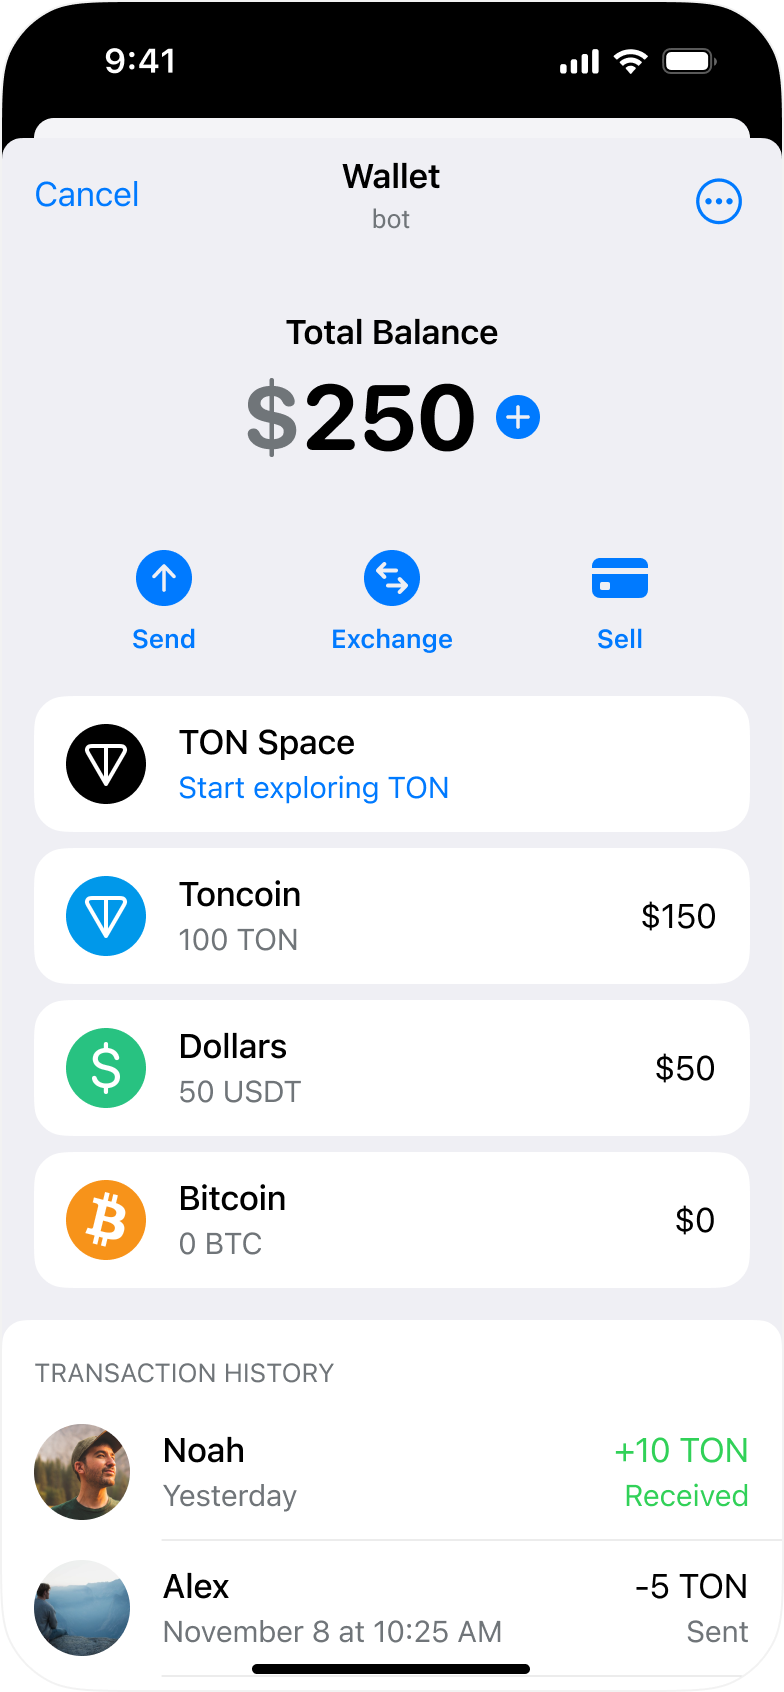 9:41
Cancel
Wallet
bot
Total Balance
$250
Send
Exchange
Sell
TON Space
Start exploring TON
Toncoin
100 TON
$150
Dollars
50 USDT
$50
Bitcoin
0 BTC
$0
TRANSACTION HISTORY
Noah
+10 TON
Yesterday
Received
Alex
-5 TON
November 8 at 10:25 AM
Sent